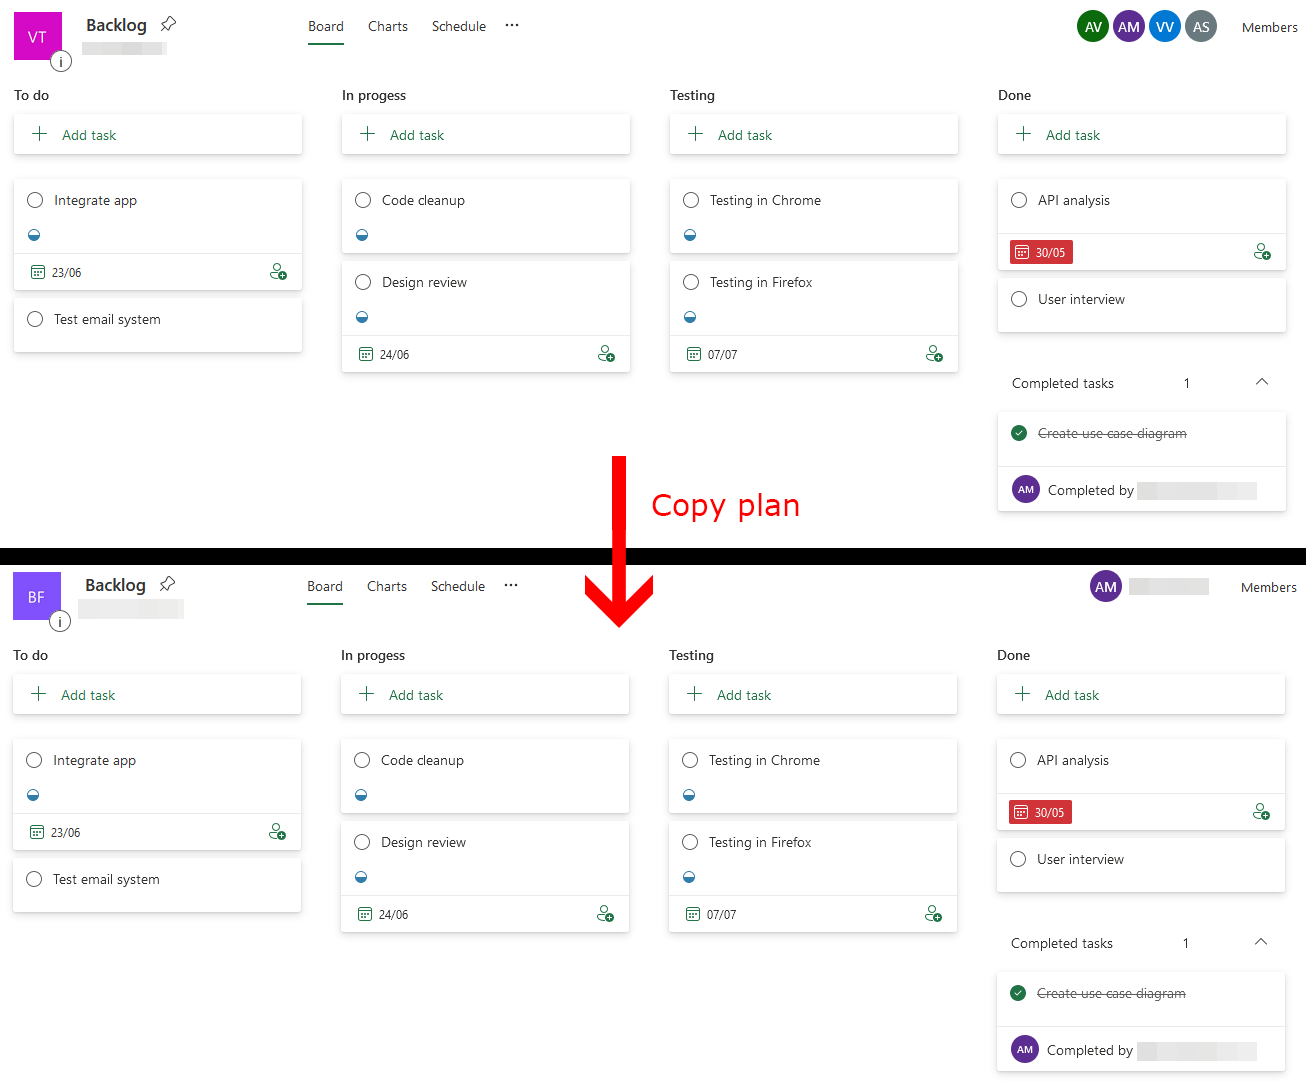 VT
Backlog
i
Board Charts Schedule ...
AV AM VV AS Members
To do In progess Testing Done
Add task Add task Add task Add task
Integrate app Code cleanup Testing in Chrome API analysis
23/06 30/05
Test email system Design review Testing in Firefox User interview
24/06 07/07
Completed tasks 1
Create use case diagram
AM Completed by
Copy plan
BF
Backlog
i
Board Charts Schedule ...
AM Members
To do In progess Testing Done
Add task Add task Add task Add task
Integrate app Code cleanup Testing in Chrome API analysis
23/06 30/05
Test email system Design review Testing in Firefox User interview
24/06 07/07
Completed tasks 1
Create use case diagram
AM Completed by